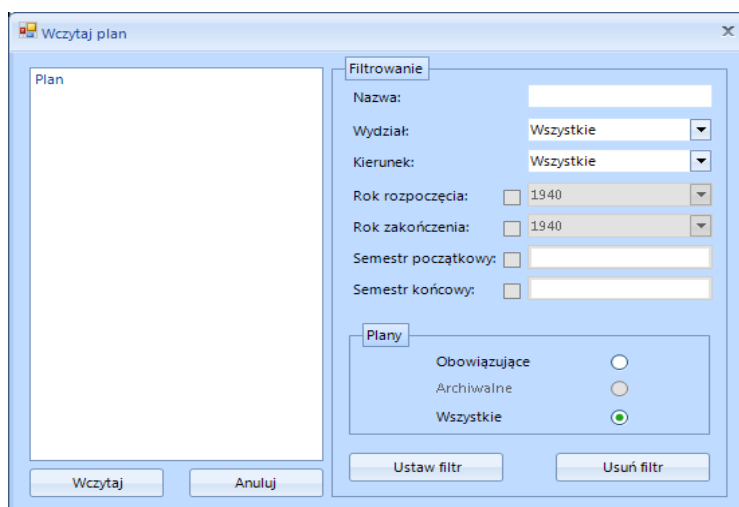 Wczytaj plan
Plan
Filtrowanie
Nazwa:
Wydział: Wszystkie
Kierunek: Wszystkie
Rok rozpoczęcia: 1940
Rok zakończenia: 1940
Semestr początkowy:
Semestr końcowy:
Plany
Obowiązujące
Archiwalne
Wszystkie
Ustaw filtr Usuń filtr
Wczytaj Anuluj